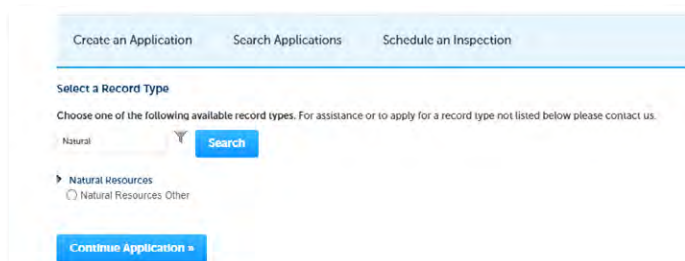 Create an Application Search Applications Schedule an Inspection
Select a Record Type
Choose one of the following available record types. For assistance or to apply for a record type not listed below please contact us.
Natural Search
Natural Resources
Natural Resources Other
Continue Application »